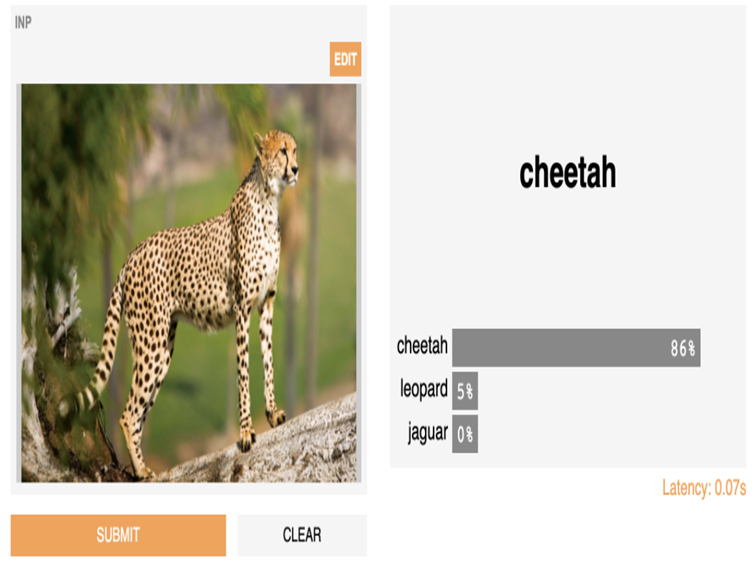 INP
EDIT
cheetah
cheetah 86%
leopard 5%
jaguar 0%
Latency: 0.07s
SUBMIT
CLEAR